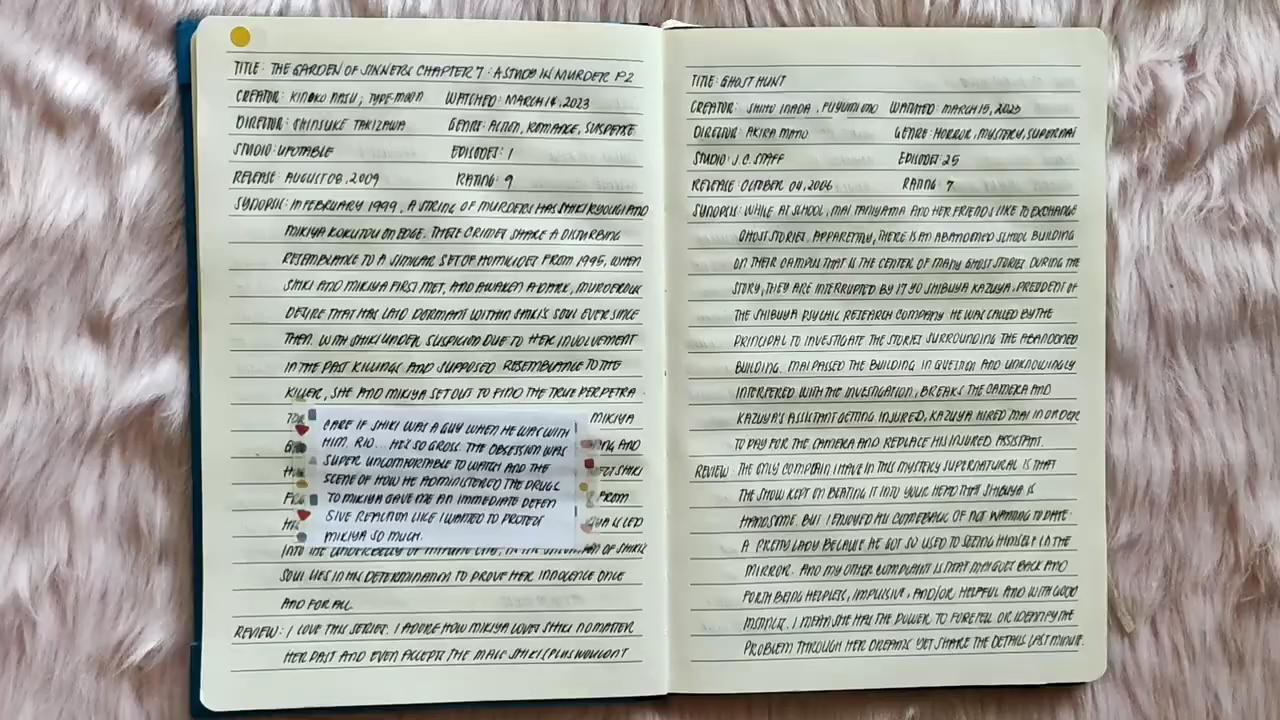 TITLE: THE GARDEN OF SINNERS CHAPTER 7: A STUDY IN MURDER P2
CREATOR: KINOKO NASU, TYPE-MOON WATCHED: MARCH 14, 2023
DIRECTOR: SHINSUKE TAKIZAWA GENRE: ACTION, ROMANCE, SUSPENSE
STUDIO: UFOTABLE EPISODES: 1
RELEASE: AUGUST 08, 2009 RATING: 9
SYNOPSIS: IN FEBRUARY 1999, A STRING OF MURDERS HAS SHIKI RYOUGI AND
MIKIYA KOKUTOU ON EDGE. THESE CRIMES SHARE A DISTURBING
RESEMBLANCE TO A SIMILAR SET OF HOMICIDES FROM 1995, WHEN
SHIKI AND MIKIYA FIRST MET, AND AWAKEN A DARK, MURDEROUS
DESIRE THAT HAS LAID DORMANT WITHIN SHIKI'S SOUL EVER SINCE
THEN. WITH SHIKI UNDER SUSPICION DUE TO HER INVOLVEMENT
IN THE PAST KILLINGS AND SUPPOSED RESEMBLANCE TO THE
KILLER, SHE AND MIKIYA SET OUT TO FIND THE TRUE PERPETRA-
MIKIYA
AND
SHIKI
FROM
IS LED
INTO THE UNDERBELLY OF OF SHIKI'S
SOUL LIES IN HIS DETERMINATION TO PROVE HER INNOCENCE ONCE
AND FOR ALL.
REVIEW: I LOVE THIS SERIES. I ADORE HOW MIKIYA LOVES SHIKI NO MATTER
HER PAST AND EVEN ACCEPTS THE MALE SHIKI (PLUS WOULDN'T
CARE IF SHIKI WAS A GUY WHEN HE WAS WITH
HIM. RIO... HE'S SO GROSS. THE OBSESSION WAS
SUPER UNCOMFORTABLE TO WATCH AND THE
SCENE OF HOW HE ADMINISTERED THE DRUGS
TO MIKIYA GAVE ME AN IMMEDIATE DEFEN
SIVE REACTION LIKE I WANTED TO PROTECT
MIKIYA SO MUCH.
TITLE: GHOST HUNT
CREATOR: SHIHO INADA, FUYUMI ONO WATCHED MARCH 15, 2023
DIRECTOR: AKIRA MANO GENRE: HORROR, MYSTERY, SUPERNAT
STUDIO: J.C. STAFF EPISODES: 25
RELEASE: OCTOBER 04, 2006 RATING: 7
SYNOPSIS: WHILE AT SCHOOL, MAI TANIYAMA AND HER FRIENDS LIKE TO EXCHANGE
GHOST STORIES. APPARENTLY, THERE IS AN ABANDONED SCHOOL BUILDING
ON THEIR CAMPUS THAT IS THE CENTER OF MANY GHOST STORIES. DURING THE
STORY, THEY ARE INTERRUPTED BY 17 YO SHIBUYA KAZUYA, PRESIDENT OF
THE SHIBUYA PSYCHIC RESEARCH COMPANY. HE WAS CALLED BY THE
PRINCIPAL TO INVESTIGATE THE STORIES SURROUNDING THE ABANDONED
BUILDING. MAI PASSED THE BUILDING IN QUESTION AND UNKNOWINGLY
INTERFERED WITH THE INVESTIGATION, BREAKS THE CAMERA AND
KAZUYA'S ASSISTANT GETTING INJURED. KAZUYA HIRED MAI IN ORDER
TO PAY FOR THE CAMERA AND REPLACE HIS INJURED ASSISTANT.
REVIEW: THE ONLY COMPLAIN I HAVE IN THIS MYSTERY SUPERNATURAL IS THAT
THE SHOW KEPT ON BEATING IT INTO YOUR HEAD THAT SHIBUYA IS
HANDSOME. BUT I ENJOYED HIS COMEBACK OF NOT WANTING TO DATE
A PRETTY LADY BECAUSE HE GOT SO USED TO SEEING HIMSELF IN THE
MIRROR. AND MY OTHER COMPLAINT IS THAT MAI GOES BACK AND
FORTH BEING HELPLESS, IMPULSIVE, AND/OR HELPFUL AND WITH GOOD
INSTINCTS. I MEAN SHE HAS THE POWER TO FORETELL OR IDENTIFY THE
PROBLEM THROUGH HER DREAMS YET SHARE THE DETAILS LAST MINUTE.